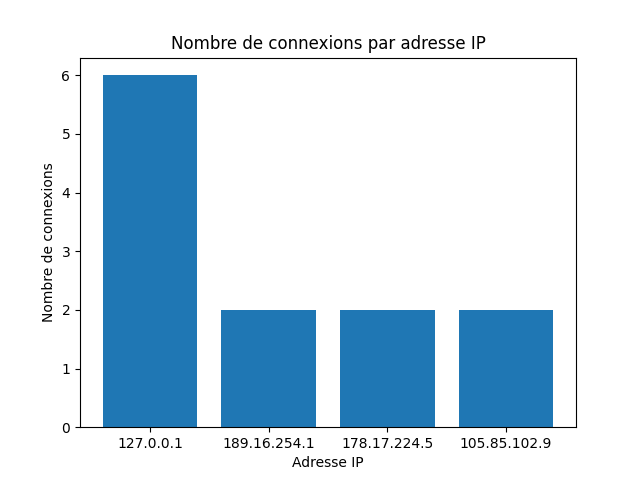 Nombre de connexions par adresse IP
Nombre de connexions
6
5
4
3
2
1
0
127.0.0.1 189.16.254.1 178.17.224.5 105.85.102.9
Adresse IP